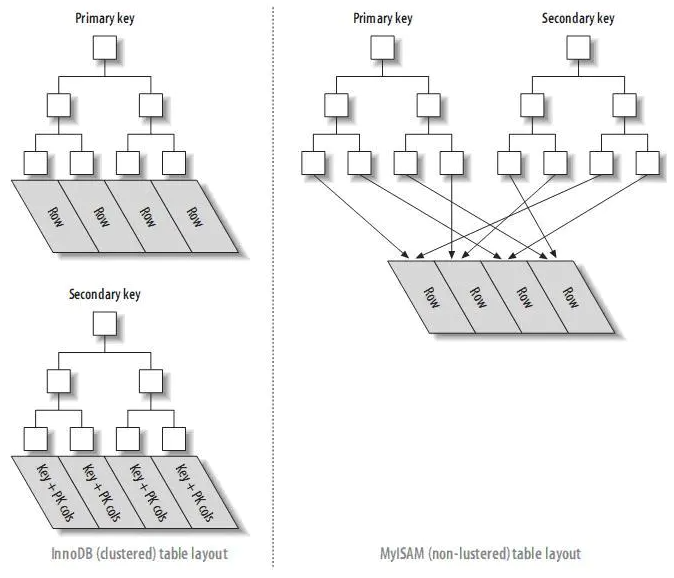 Primary key
Row
Row
Row
Row
Secondary key
Key + PK cols
Key + PK cols
Key + PK cols
Key + PK cols
InnoDB (clustered) table layout
Primary key
Secondary key
Row
Row
Row
Row
MyISAM (non-lustered) table layout